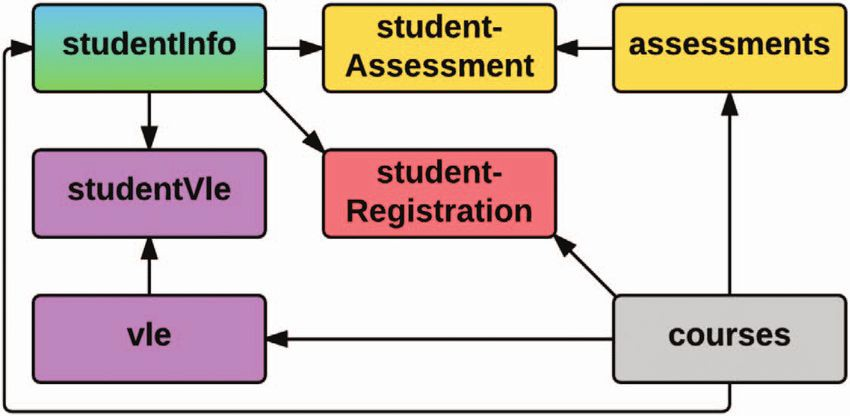 studentInfo
student-
Assessment
assessments
studentVle
student-
Registration
vle
courses